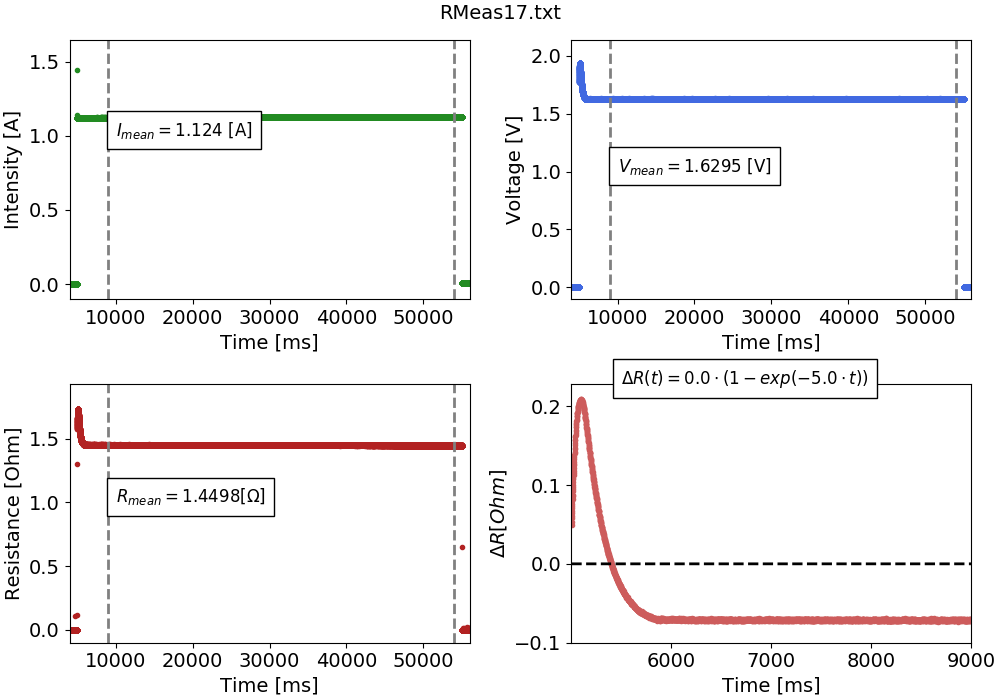 RMeas17.txt
Intensity [A]
1.5
1.0
0.5
0.0
I_mean = 1.124 [A]
10000 20000 30000 40000 50000
Time [ms]
Voltage [V]
2.0
1.5
1.0
0.5
0.0
V_mean = 1.6295 [V]
10000 20000 30000 40000 50000
Time [ms]
Resistance [Ohm]
1.5
1.0
0.5
0.0
R_mean = 1.4498[Ω]
10000 20000 30000 40000 50000
Time [ms]
ΔR(t) = 0.0 · (1 − exp(−5.0 · t))
ΔR[Ohm]
0.2
0.1
0.0
−0.1
6000 7000 8000 9000
Time [ms]